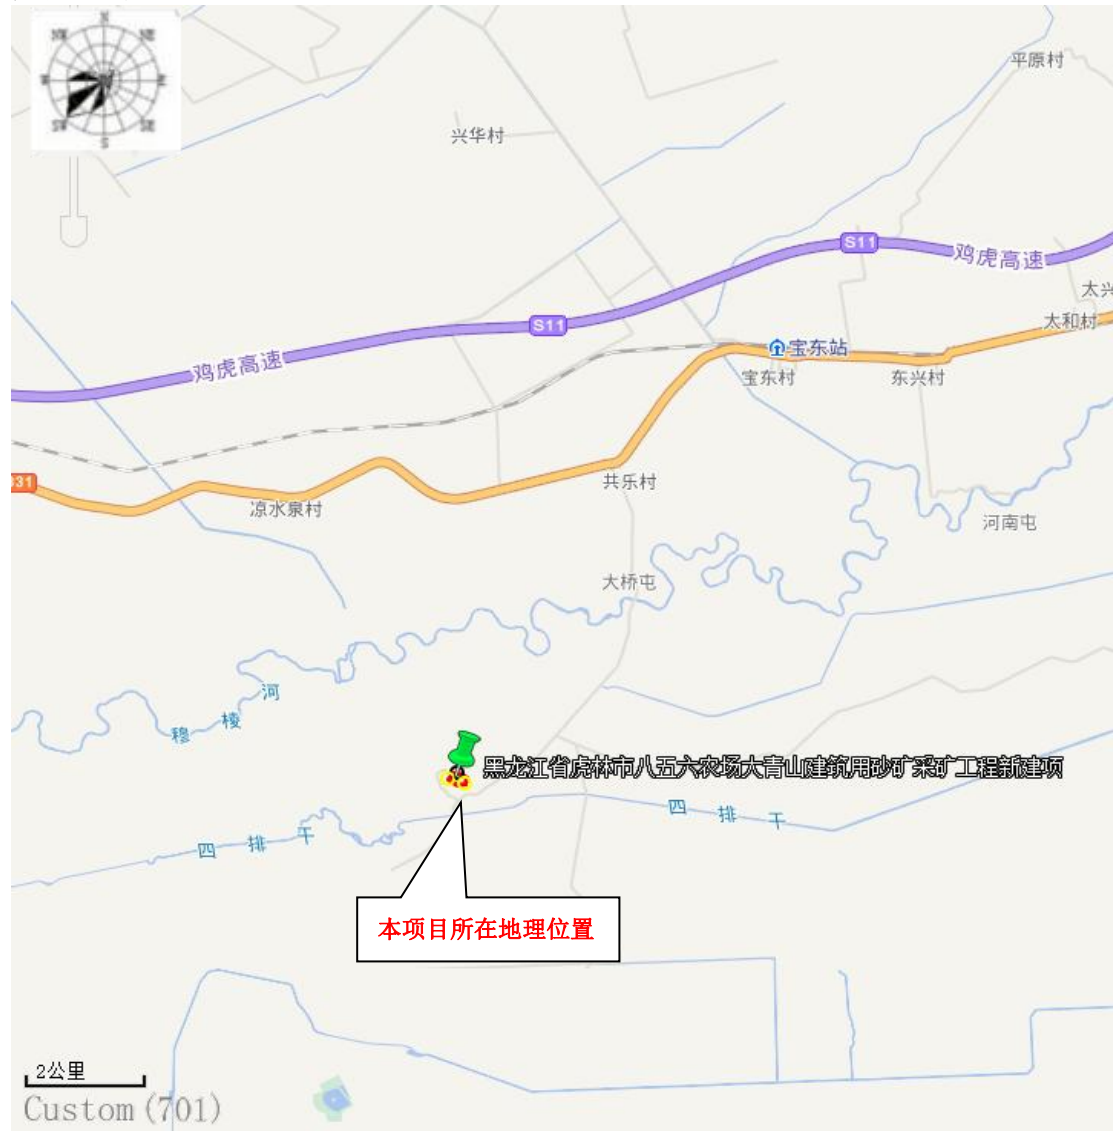 N
NW
NE
W
E
SW
SE
S
平原村
兴华村
S11
鸡虎高速
太兴
太和村
S11
宝东站
鸡虎高速
宝东村
东兴村
共乐村
31
凉水泉村
河南屯
大桥屯
穆棱河
黑龙江省虎林市八五六农场大青山建筑用砂矿采矿工程新建项
四排干
四排干
本项目所在地理位置
2公里
Custom(701)